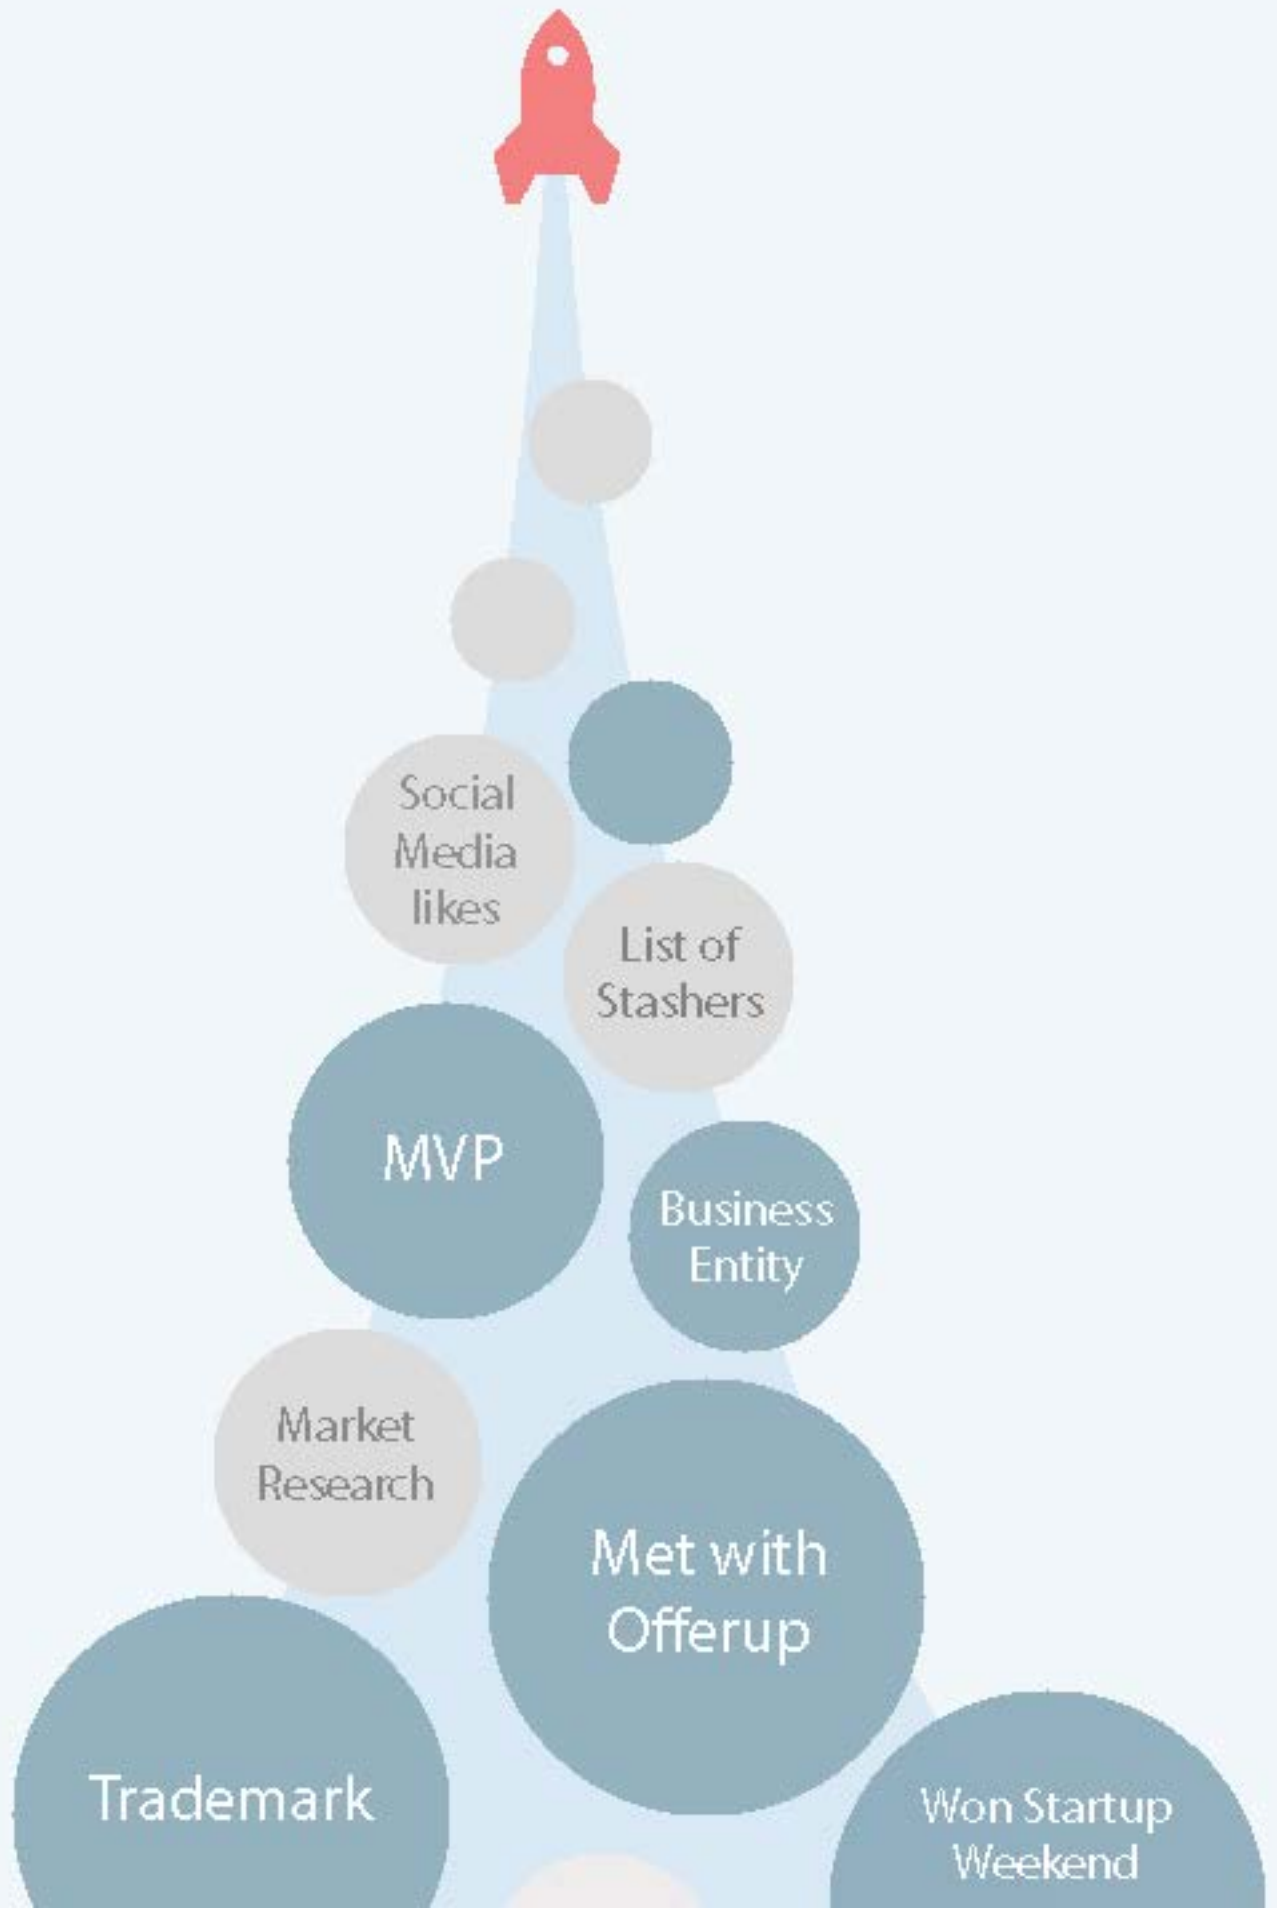 Social
Media
likes
List of
Stashers
MVP
Business
Entity
Market
Research
Met with
Offerup
Trademark
Won Startup
Weekend